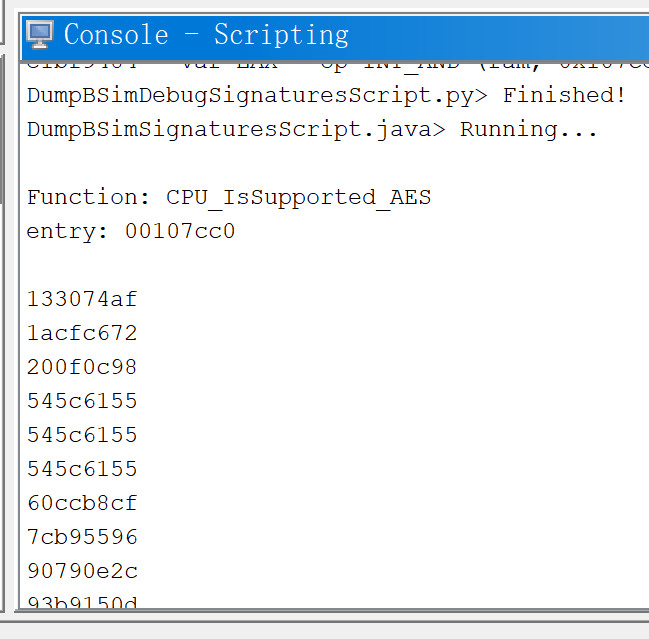 Console - Scripting
DumpBSimDebugSignaturesScript.py> Finished!
DumpBSimSignaturesScript.java> Running...
Function: CPU_IsSupported_AES
entry: 00107cc0
133074af
1acfc672
200f0c98
545c6155
545c6155
545c6155
60ccb8cf
7cb95596
90790e2c
93b9150d